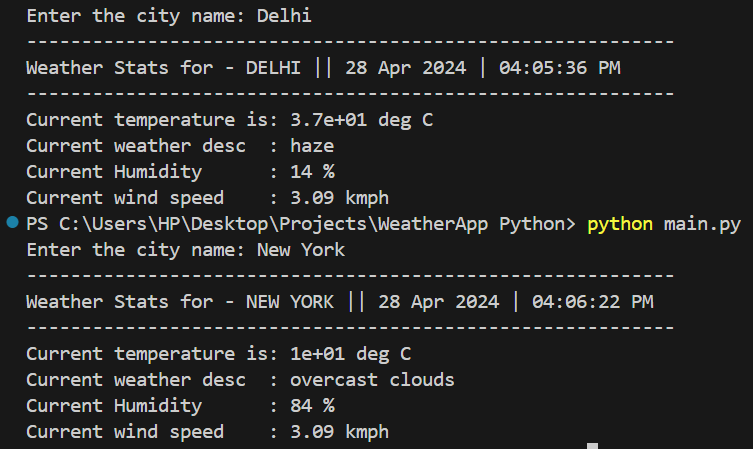 Enter the city name: Delhi
-----------------------------------------------------------
Weather Stats for - DELHI || 28 Apr 2024 | 04:05:36 PM
-----------------------------------------------------------
Current temperature is: 3.7e+01 deg C
Current weather desc  : haze
Current Humidity      : 14 %
Current wind speed    : 3.09 kmph
PS C:\Users\HP\Desktop\Projects\WeatherApp Python> python main.py
Enter the city name: New York
-----------------------------------------------------------
Weather Stats for - NEW YORK || 28 Apr 2024 | 04:06:22 PM
-----------------------------------------------------------
Current temperature is: 1e+01 deg C
Current weather desc  : overcast clouds
Current Humidity      : 84 %
Current wind speed    : 3.09 kmph